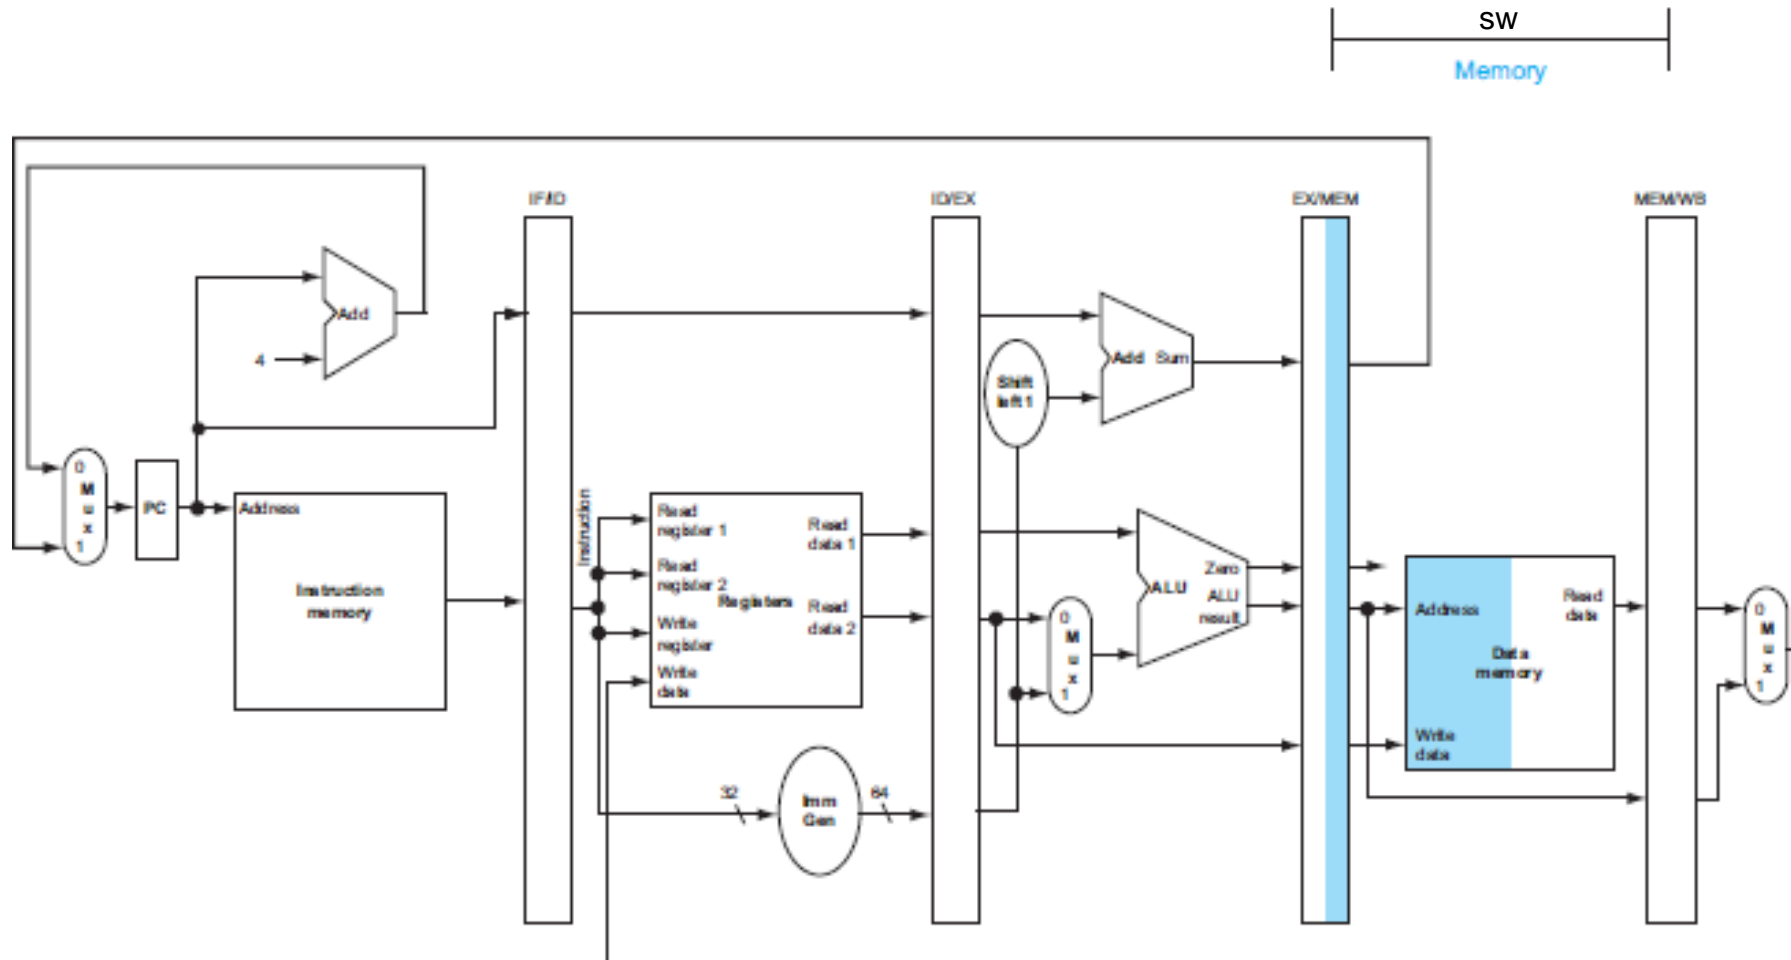 sw
Memory
IF/ID
ID/EX
EX/MEM
MEM/WB
Add
4
Add Sum
Shift
left 1
0
M
u
x
1
PC
Address
Instruction
memory
Instruction
Read
register 1
Read
register 2
Write
register
Write
data
Registers
Read
data 1
Read
data 2
0
M
u
x
1
Zero
ALU
ALU
result
Address
Read
data
Data
memory
Write
data
0
M
u
x
1
32
Imm
Gen
64